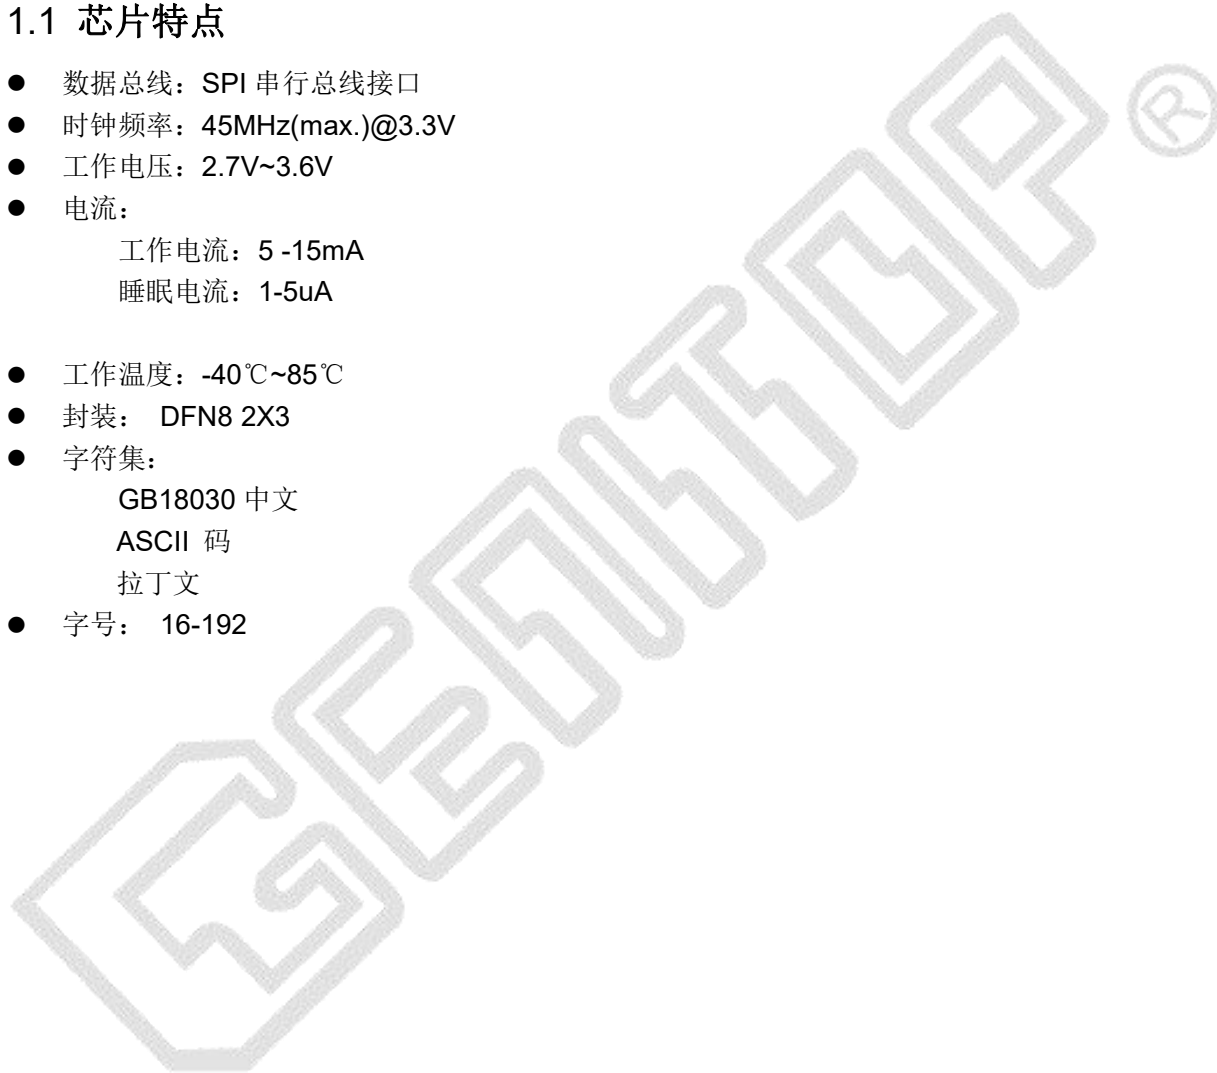 1.1 芯片特点
● 数据总线：SPI 串行总线接口
● 时钟频率：45MHz(max.)@3.3V
● 工作电压：2.7V~3.6V
● 电流：
工作电流：5 -15mA
睡眠电流：1-5uA
● 工作温度：-40℃~85℃
● 封装： DFN8 2X3
● 字符集：
GB18030 中文
ASCII 码
拉丁文
● 字号： 16-192
GENTOP®